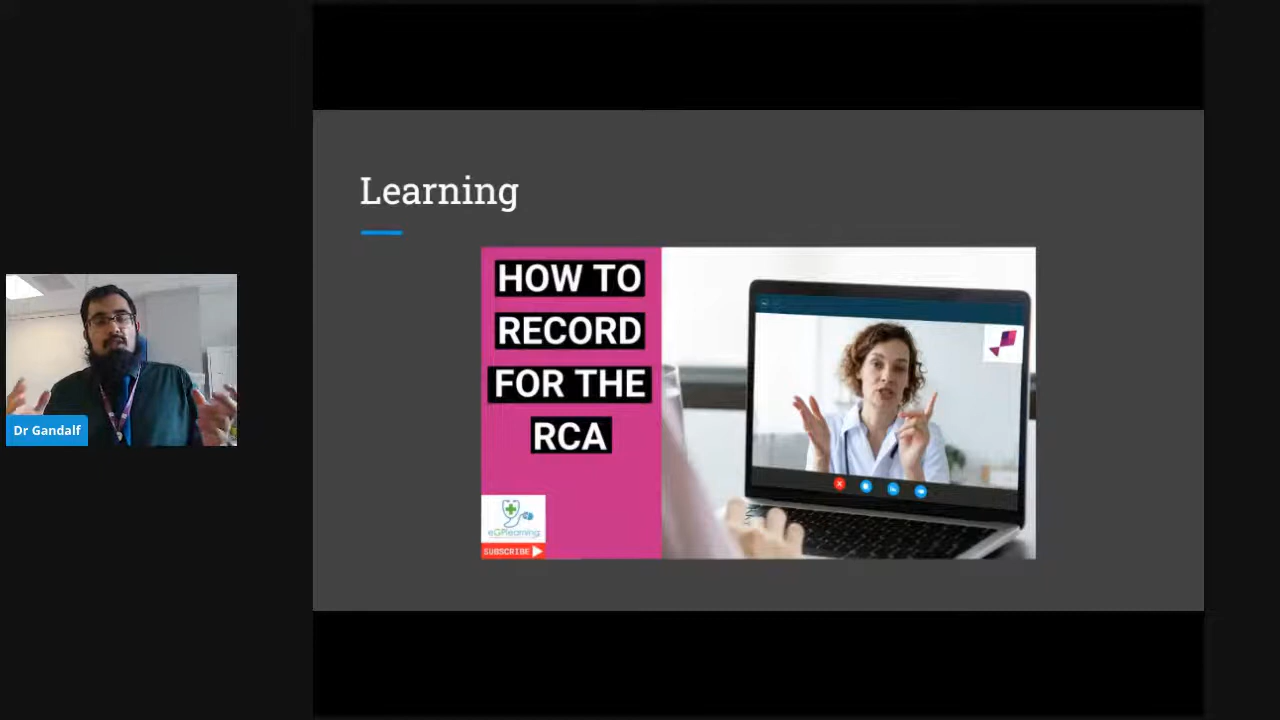 Learning
HOW TO
RECORD
FOR THE
RCA
eGPlearning
SUBSCRIBE
Dr Gandalf